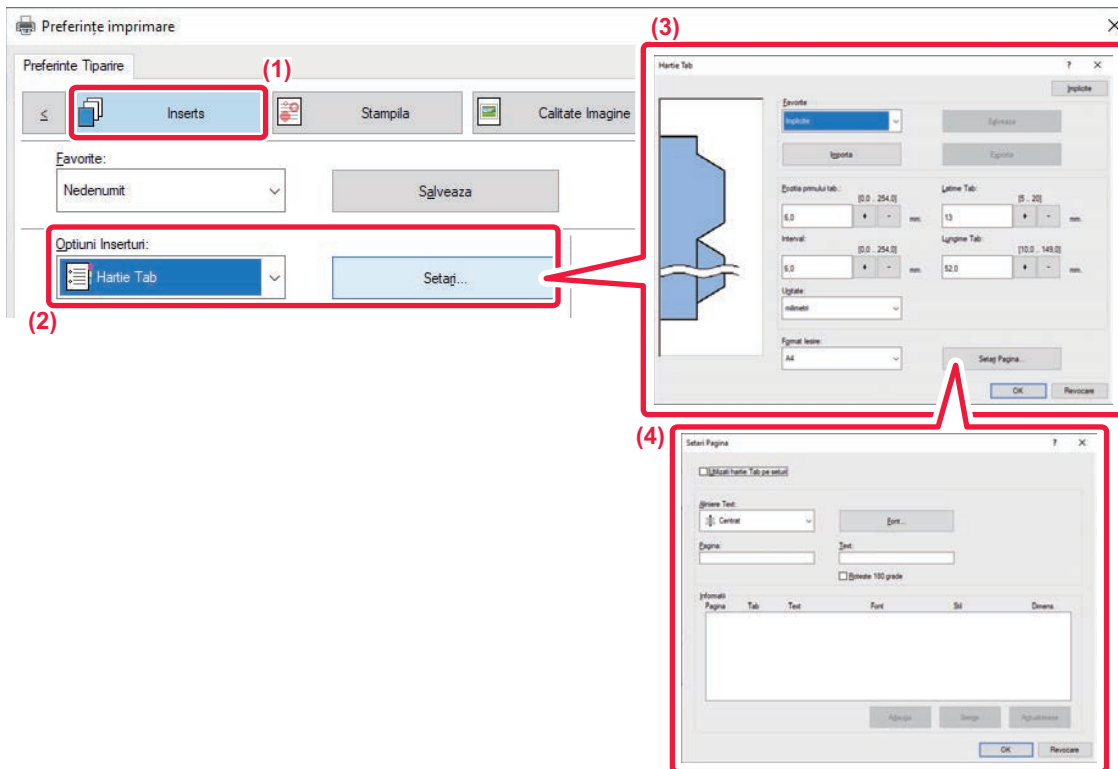 Preferințe imprimare
Preferinte Tiparire
(1)
≤ Inserts Stampila Calitate Imagine
Favorite:
Nedenumit Salveaza
Optiuni Inserturi:
Hartie Tab Setari...
(2)
(3)
Hartie Tab ? ×
Implicite
Favorite
Implicite Salveaza
Importa Exporta
Pozitia primului tab.: Latime Tab:
[0.0 .. 254.0] [5 .. 20]
6,0 + - mm. 13 + - mm.
Interval: Lungime Tab:
[0.0 .. 254.0] [10.0 .. 149.0]
6,0 + - mm. 52.0 + - mm.
Unitate:
milimetri
Format Iesire:
A4 Setari Pagina...
OK Revocare
(4)
Setari Pagina ? ×
Utilizati hartie Tab pe seturi
Aliniere Text:
Centrat Font...
Pagina: Text:
Roteste 180 grade
Informatii
Pagina Tab Text Font Stil Dimens.
Adauga Sterge Actualizeaza
OK Revocare